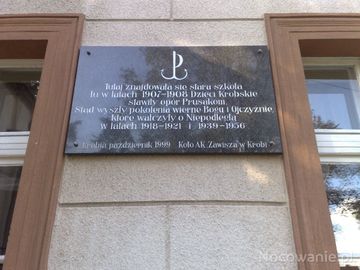 Tutaj znajdowała się stara szkoła
Tu w latach 1907-1908 Dzieci Krobskie
stawiły opór Prusakom.
Stąd wyszły pokolenia wierne Bogu i Ojczyźnie,
które walczyły o Niepodległą
w latach 1918-1921 i 1939-1956
Krobia październik 1999 Koło AK Zawisza w Krobi
Nocowanie.pl